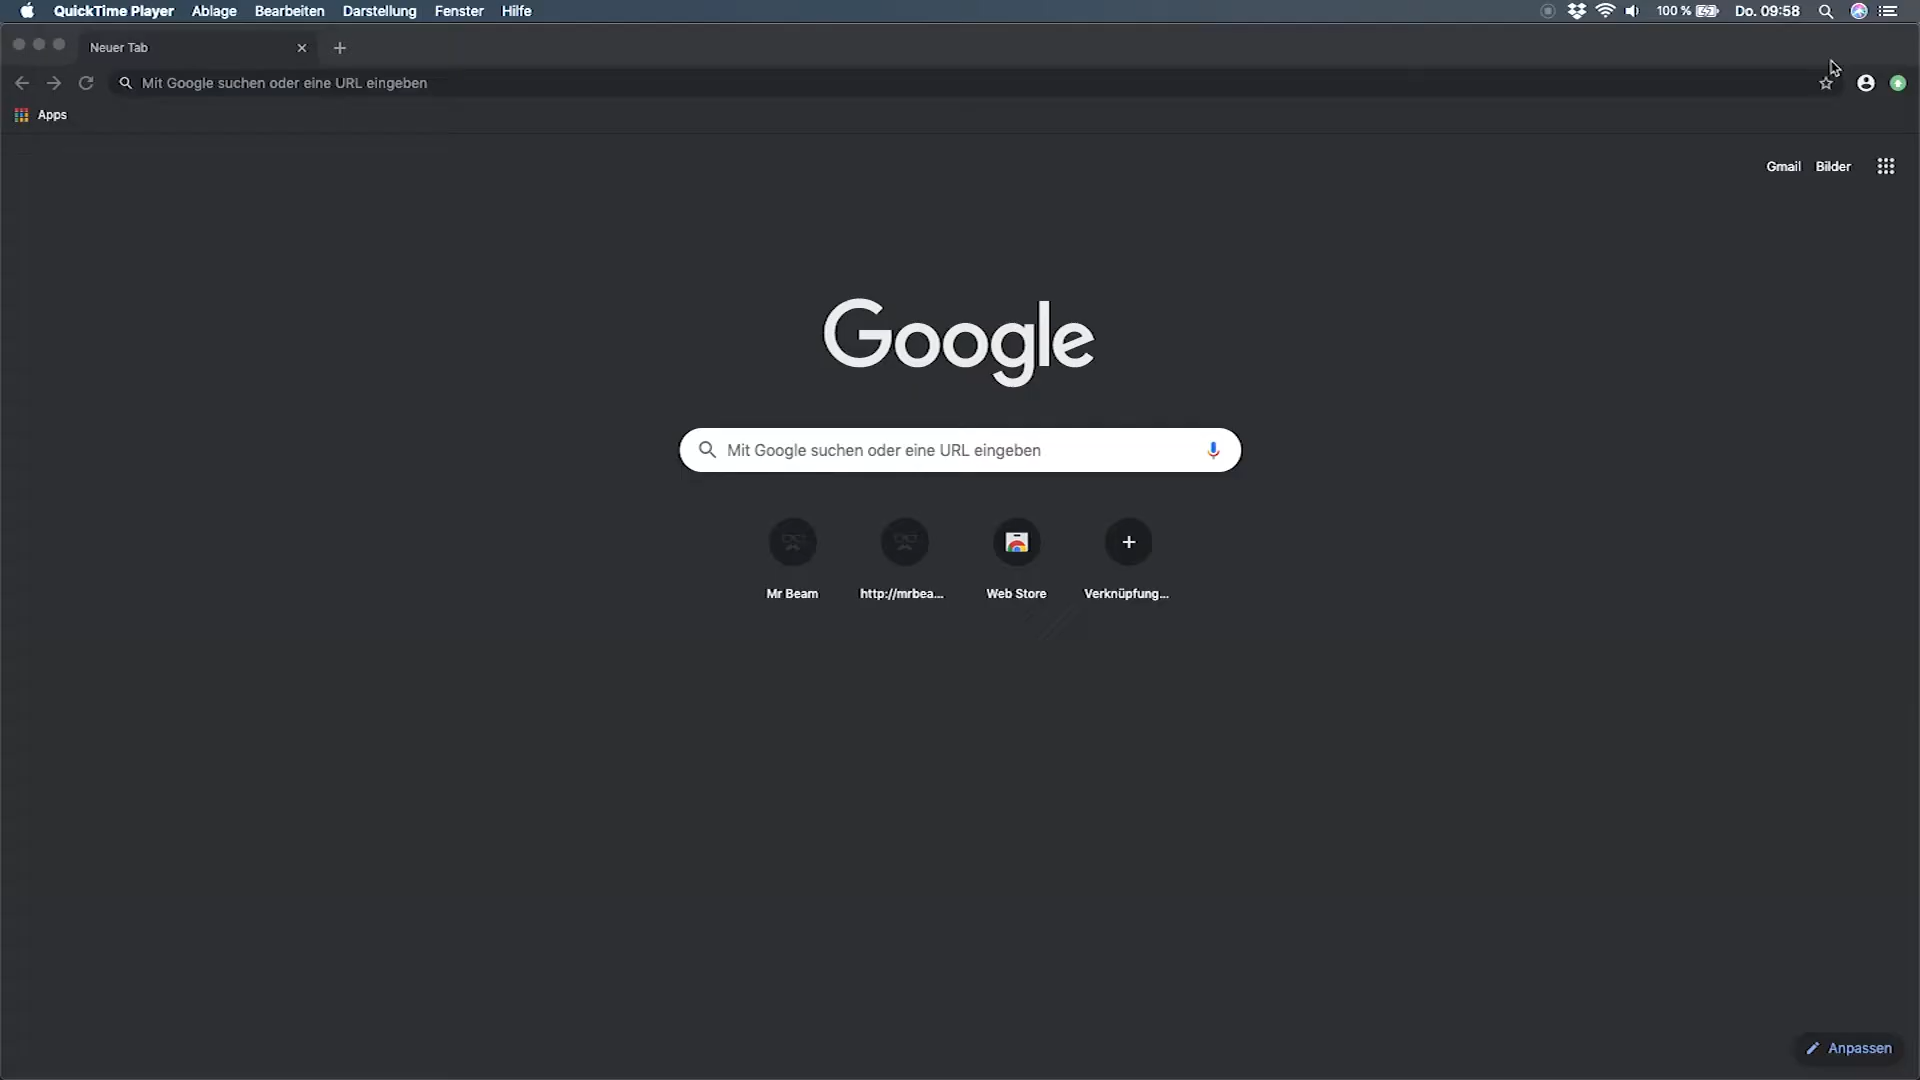 QuickTime Player Ablage Bearbeiten Darstellung Fenster Hilfe 100 % Do. 09:58
Neuer Tab
Mit Google suchen oder eine URL eingeben
Apps
Gmail Bilder
Google
Mit Google suchen oder eine URL eingeben
Mr Beam http://mrbea... Web Store Verknüpfung...
Anpassen